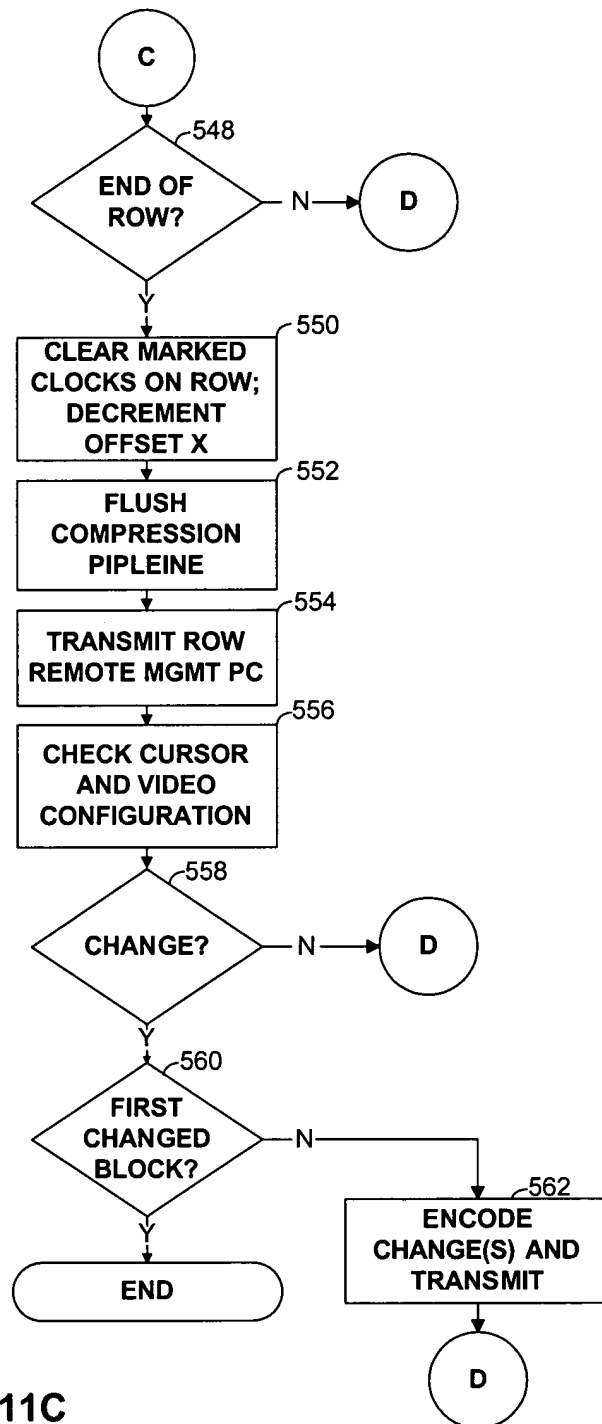 C
548
END OF
ROW?
N
D
Y
550
CLEAR MARKED
CLOCKS ON ROW;
DECREMENT
OFFSET X
552
FLUSH
COMPRESSION
PIPLEINE
554
TRANSMIT ROW
REMOTE MGMT PC
556
CHECK CURSOR
AND VIDEO
CONFIGURATION
558
CHANGE?
N
D
Y
560
FIRST
CHANGED
BLOCK?
N
Y
562
ENCODE
CHANGE(S) AND
TRANSMIT
END
D
11C